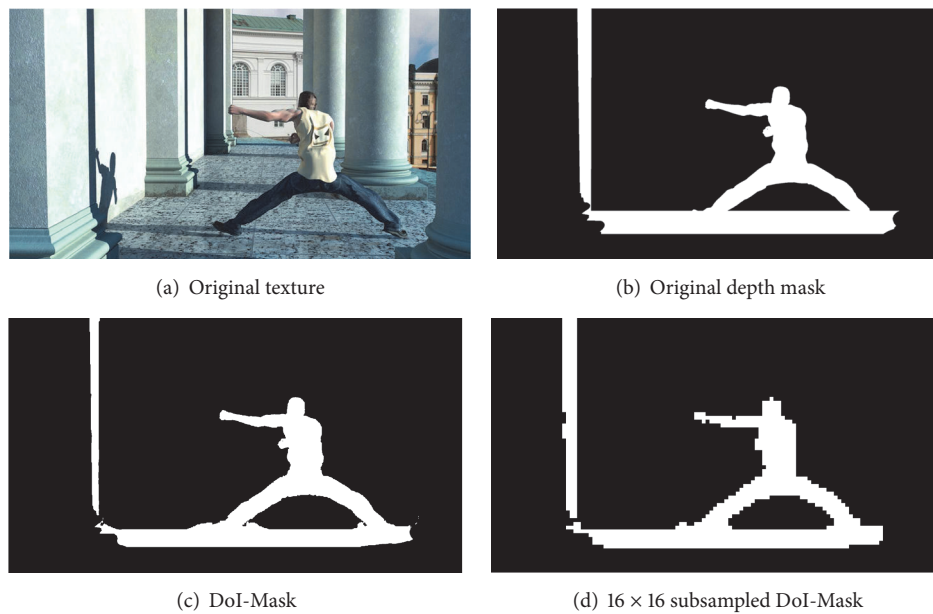 (a) Original texture
(b) Original depth mask
(c) DoI-Mask
(d) 16 × 16 subsampled DoI-Mask